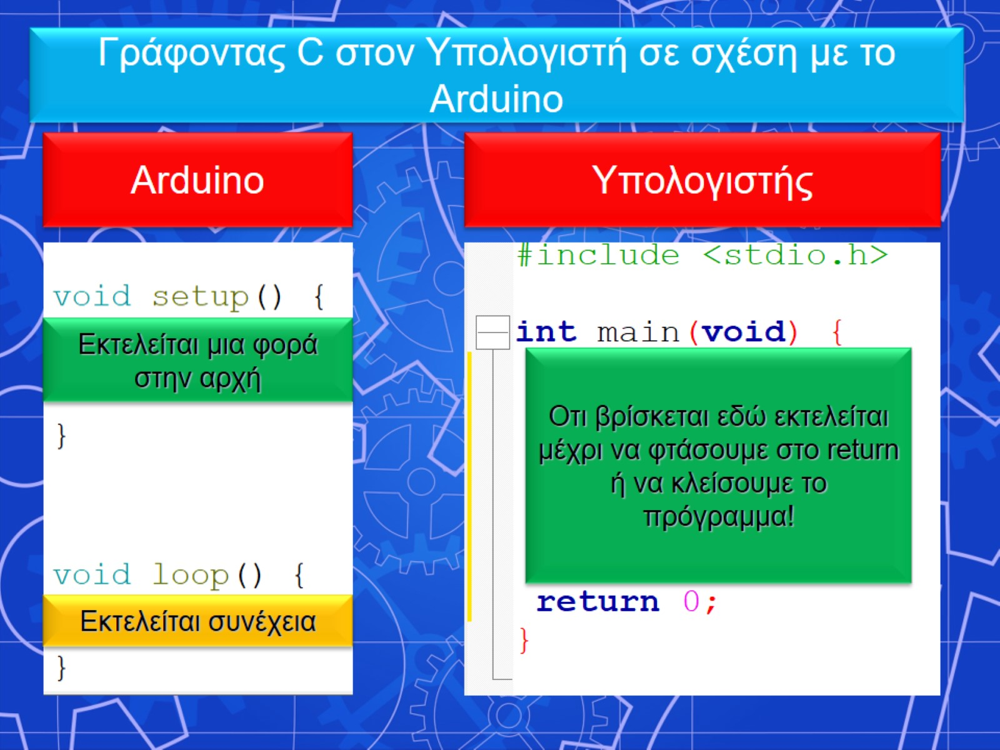 Γράφοντας C στον Υπολογιστή σε σχέση με το
Arduino
Arduino
void setup() {
Εκτελείται μια φορά
στην αρχή
}
void loop() {
Εκτελείται συνέχεια
}
Υπολογιστής
#include <stdio.h>
int main(void) {
Οτι βρίσκεται εδώ εκτελείται
μέχρι να φτάσουμε στο return
ή να κλείσουμε το
πρόγραμμα!
return 0;
}